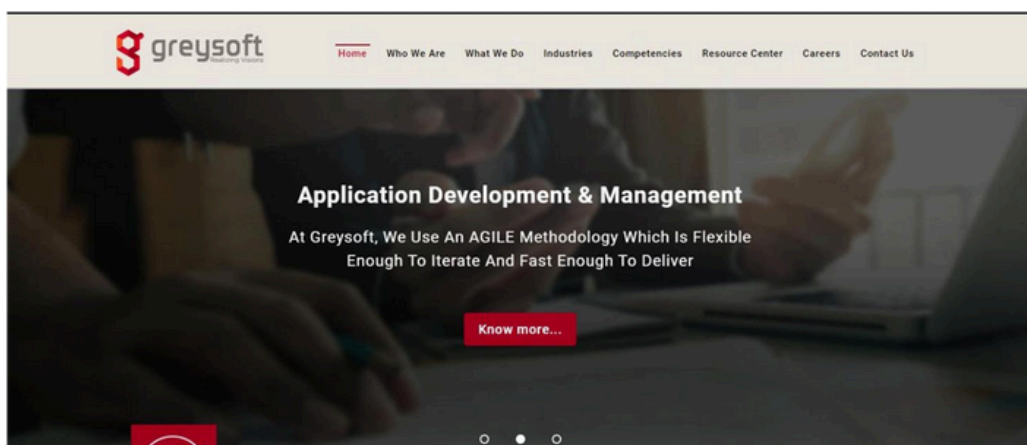 greysoft
Realizing Visions
Home Who We Are What We Do Industries Competencies Resource Center Careers Contact Us
Application Development & Management
At Greysoft, We Use An AGILE Methodology Which Is Flexible
Enough To Iterate And Fast Enough To Deliver
Know more...